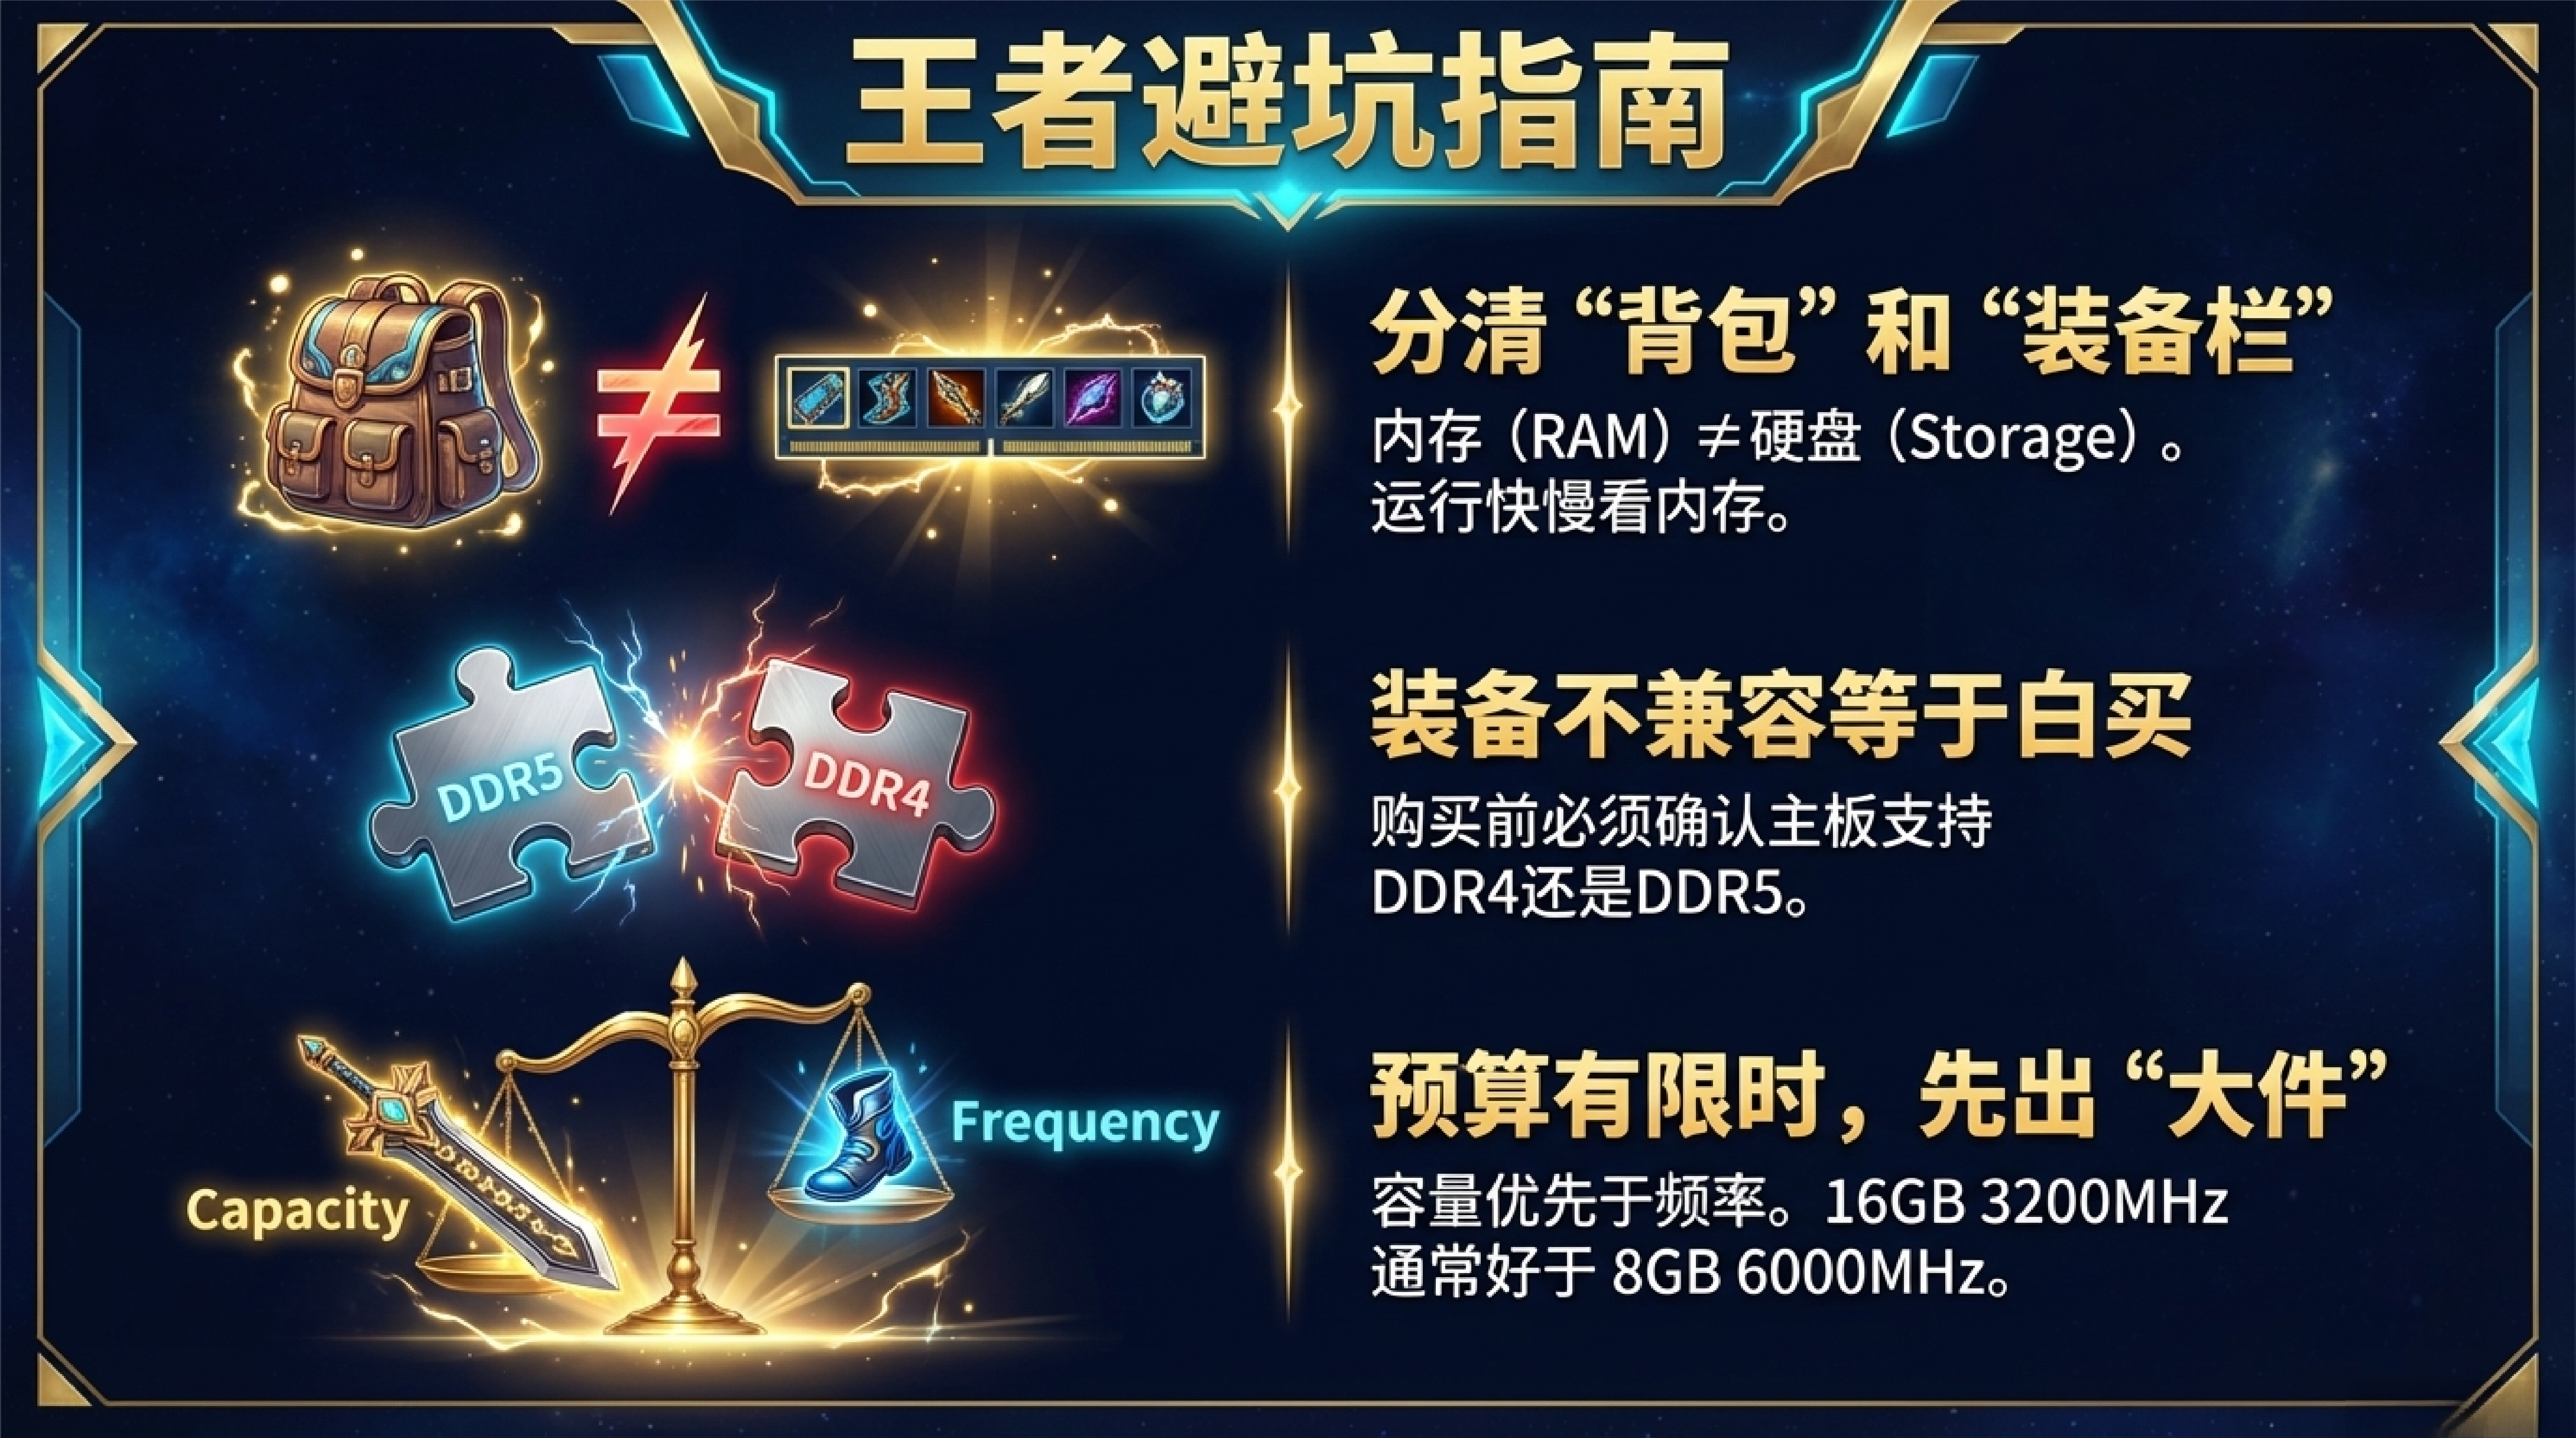 王者避坑指南
分清“背包”和“装备栏”
内存（RAM）≠硬盘（Storage）。
运行快慢看内存。
DDR5
DDR4
装备不兼容等于白买
购买前必须确认主板支持
DDR4还是DDR5。
Capacity
Frequency
预算有限时，先出“大件”
容量优先于频率。16GB 3200MHz
通常好于 8GB 6000MHz。